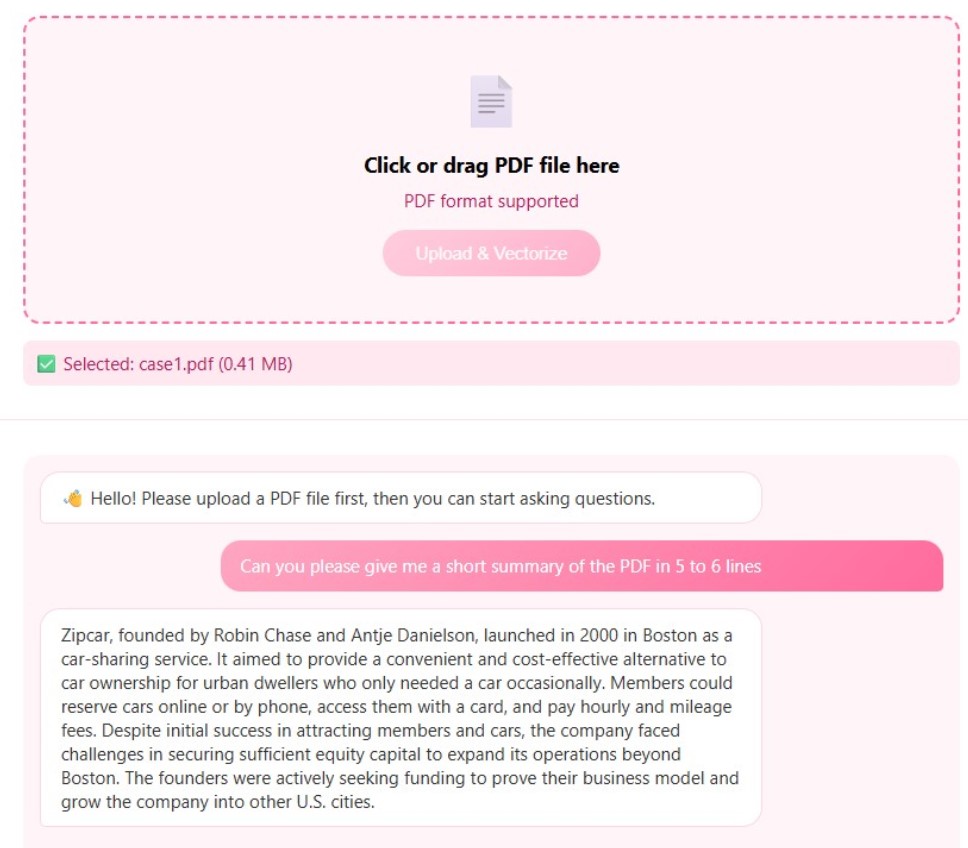 Click or drag PDF file here
PDF format supported
Upload & Vectorize
Selected: case1.pdf (0.41 MB)
Hello! Please upload a PDF file first, then you can start asking questions.
Can you please give me a short summary of the PDF in 5 to 6 lines
Zipcar, founded by Robin Chase and Antje Danielson, launched in 2000 in Boston as a
car-sharing service. It aimed to provide a convenient and cost-effective alternative to
car ownership for urban dwellers who only needed a car occasionally. Members could
reserve cars online or by phone, access them with a card, and pay hourly and mileage
fees. Despite initial success in attracting members and cars, the company faced
challenges in securing sufficient equity capital to expand its operations beyond
Boston. The founders were actively seeking funding to prove their business model and
grow the company into other U.S. cities.